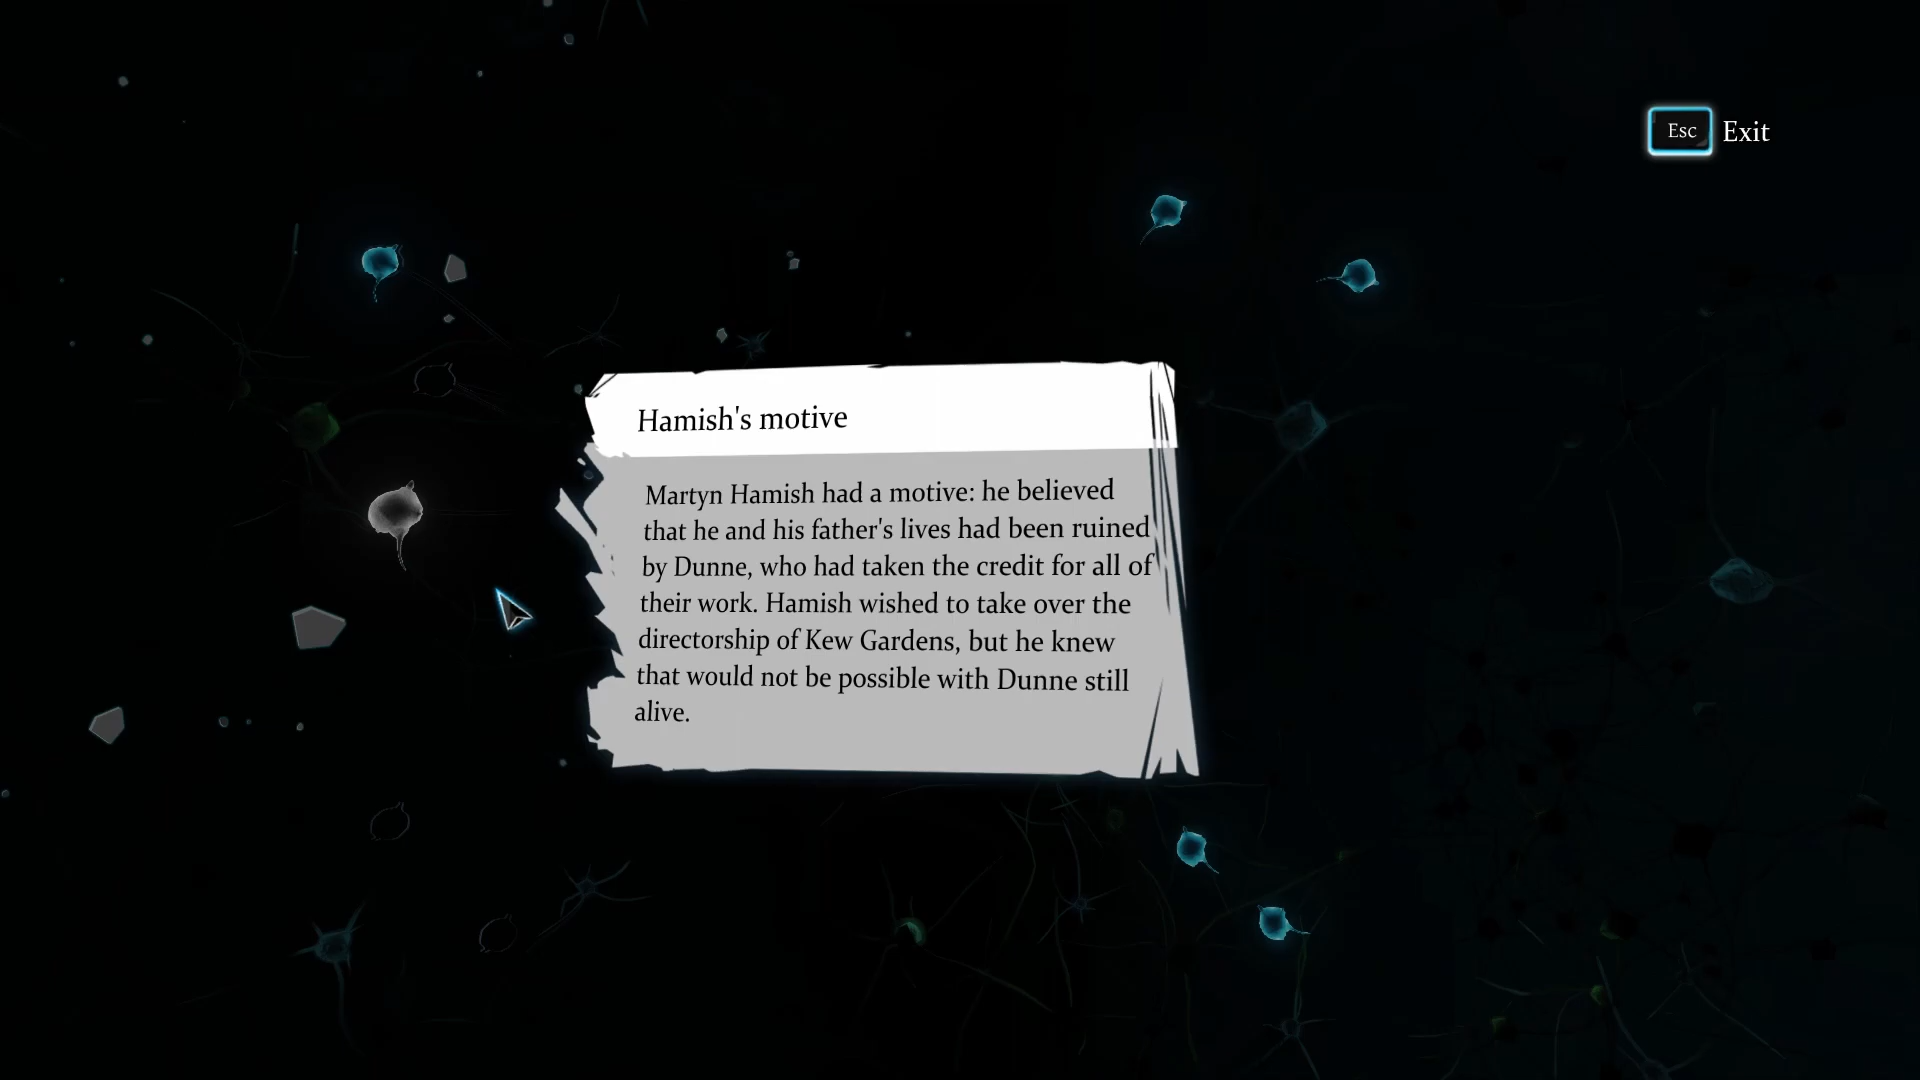 Esc Exit
Hamish's motive
Martyn Hamish had a motive: he believed
that he and his father's lives had been ruined
by Dunne, who had taken the credit for all of
their work. Hamish wished to take over the
directorship of Kew Gardens, but he knew
that would not be possible with Dunne still
alive.